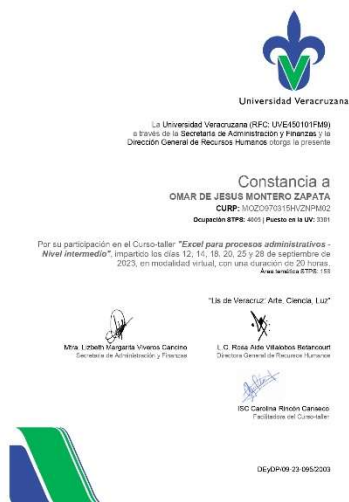 Universidad Veracruzana
La Universidad Veracruzana (RFC: UVE450101FM9)
a través de la Secretaría de Administración y Finanzas y la
Dirección General de Recursos Humanos otorga la presente
Constancia a
OMAR DE JESUS MONTERO ZAPATA
CURP: MOZO970315HVZNPM02
Ocupación STPS: 4005 | Puesto en la UV: 3301
Por su participación en el Curso-taller "Excel para procesos administrativos -
Nivel intermedio", impartido los días 12, 14, 18, 20, 25 y 28 de septiembre de
2023, en modalidad virtual, con una duración de 20 horas.
Área temática STPS:
"Lis de Veracruz: Arte, Ciencia, Luz"
Mtra. Lizbeth Margarita Viveros Cancino
Secretaria de Administración y Finanzas
L.C. Rosa Aide Villalobos Betancourt
Directora General de Recursos Humanos
ISC Carolina Rincón Canseco
Facilitadora del Curso-taller
DEyDP/09-23-095/2003